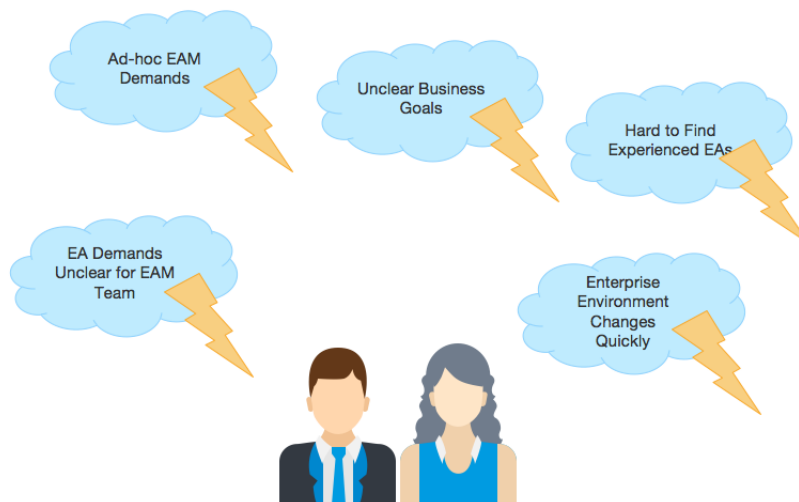 Ad-hoc EAM
Demands
Unclear Business
Goals
Hard to Find
Experienced EAs
EA Demands
Unclear for EAM
Team
Enterprise
Environment
Changes
Quickly